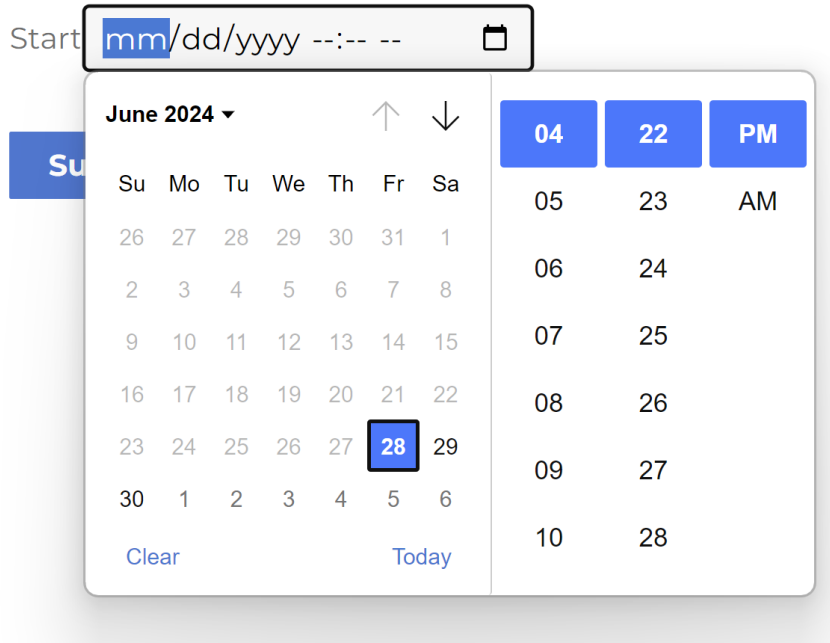 Start mm/dd/yyyy --:-- --
June 2024
Su Mo Tu We Th Fr Sa
26 27 28 29 30 31 1
2 3 4 5 6 7 8
9 10 11 12 13 14 15
16 17 18 19 20 21 22
23 24 25 26 27 28 29
30 1 2 3 4 5 6
Clear Today
04 22 PM
05 23 AM
06 24
07 25
08 26
09 27
10 28
Su